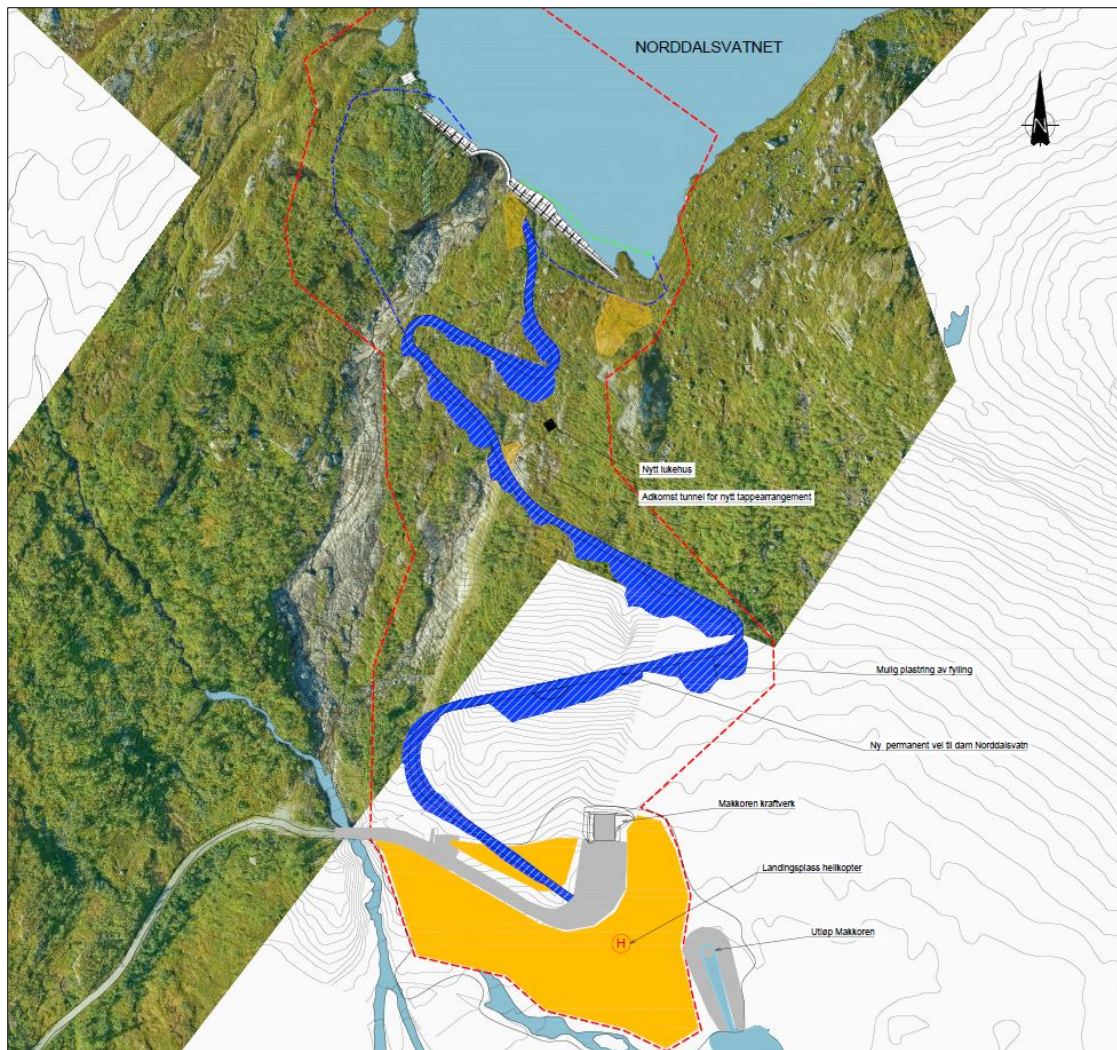 NORDDALSVATNET
N
Nytt lukehus
Adkomst tunnel for nytt tappearrangement
Mulig plastring av fylling
Ny permanent vei til dam Norddalsvatn
Makkoren kraftverk
Landingsplass helikopter
Utløp Makkoren
H